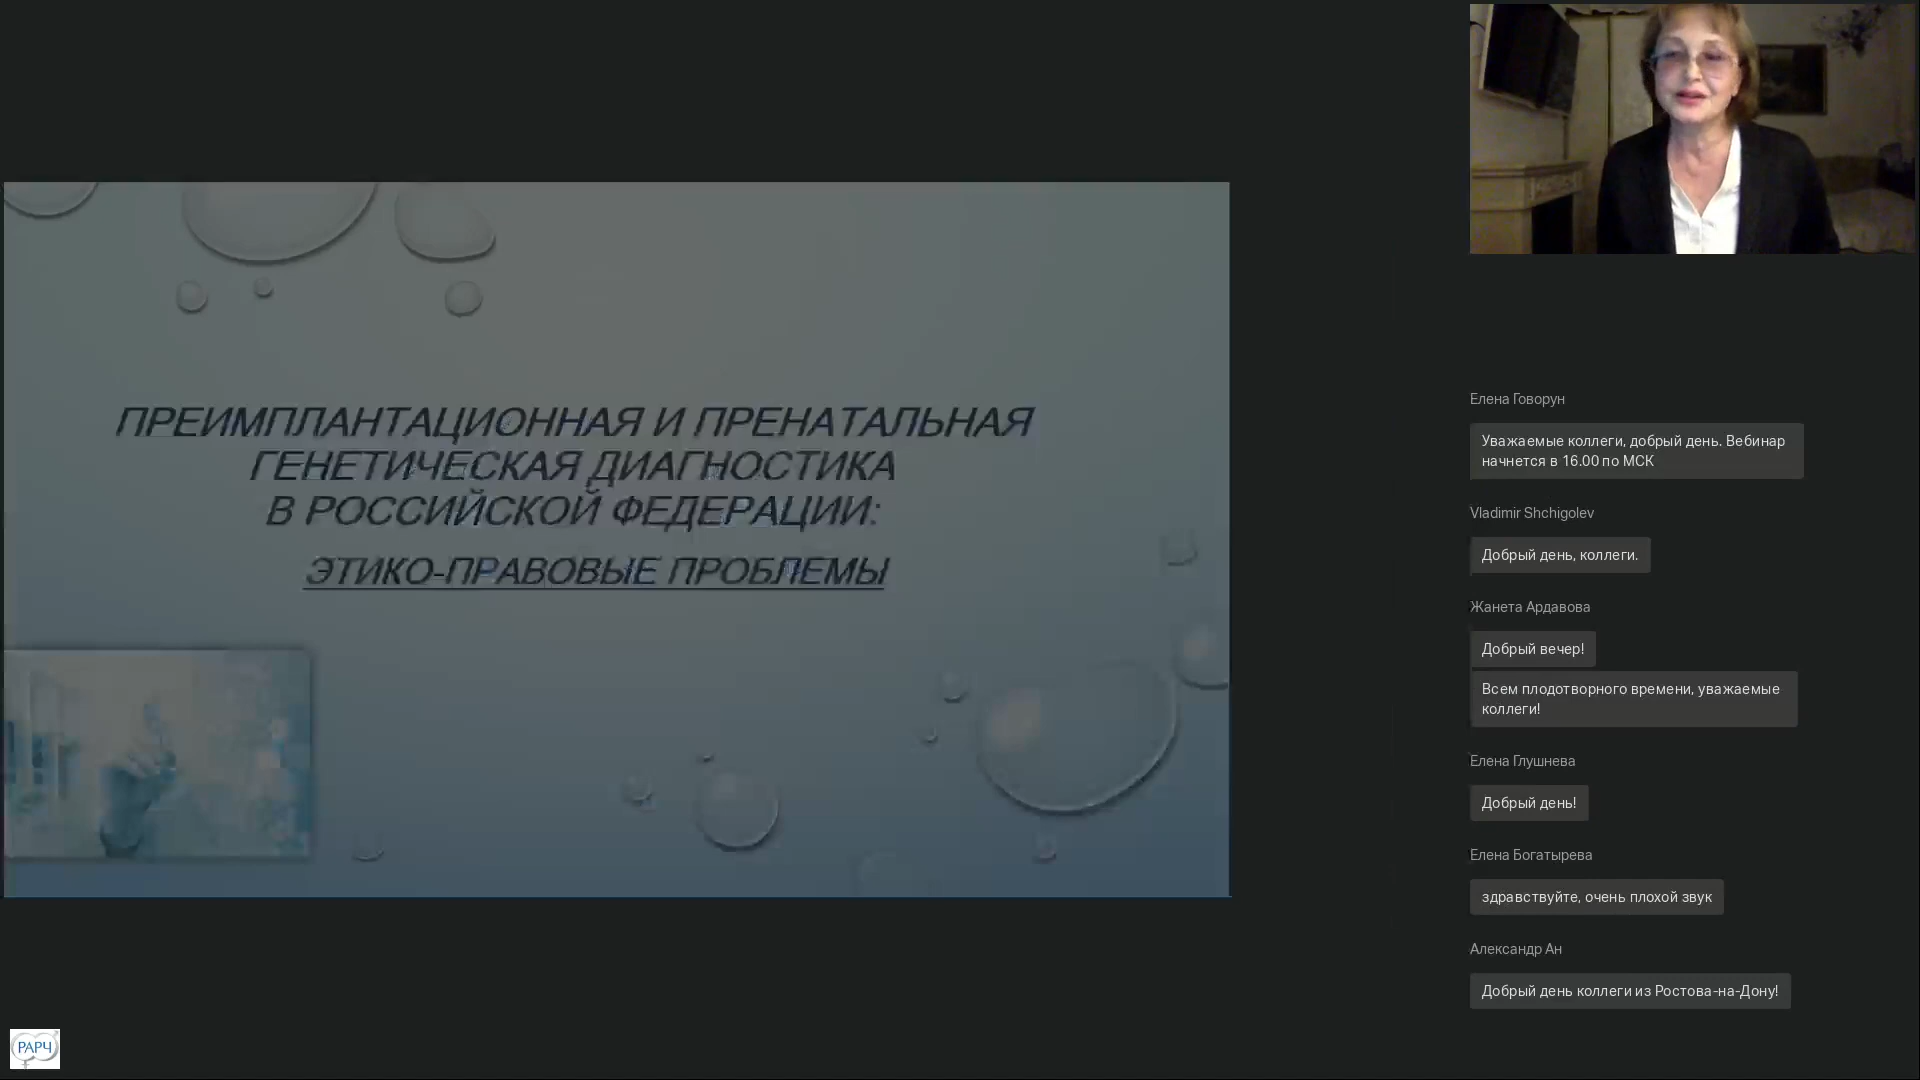 ПРЕИМПЛАНТАЦИОННАЯ И ПРЕНАТАЛЬНАЯ
ГЕНЕТИЧЕСКАЯ ДИАГНОСТИКА
В РОССИЙСКОЙ ФЕДЕРАЦИИ:
ЭТИКО-ПРАВОВЫЕ ПРОБЛЕМЫ
РАРЧ
Елена Говорун
Уважаемые коллеги, добрый день. Вебинар
начнется в 16.00 по МСК
Vladimir Shchigolev
Добрый день, коллеги.
Жанета Ардавова
Добрый вечер!
Всем плодотворного времени, уважаемые
коллеги!
Елена Глушнева
Добрый день!
Елена Богатырева
здравствуйте, очень плохой звук
Александр Ан
Добрый день коллеги из Ростова-на-Дону!